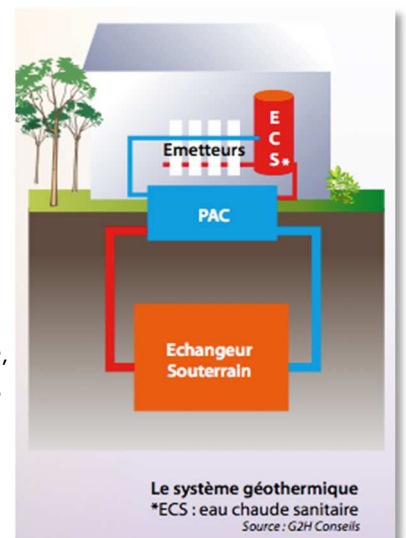 Emetteurs
E
C
S*
PAC
Echangeur
Souterrain
Le système géothermique
*ECS : eau chaude sanitaire
Source : G2H Conseils